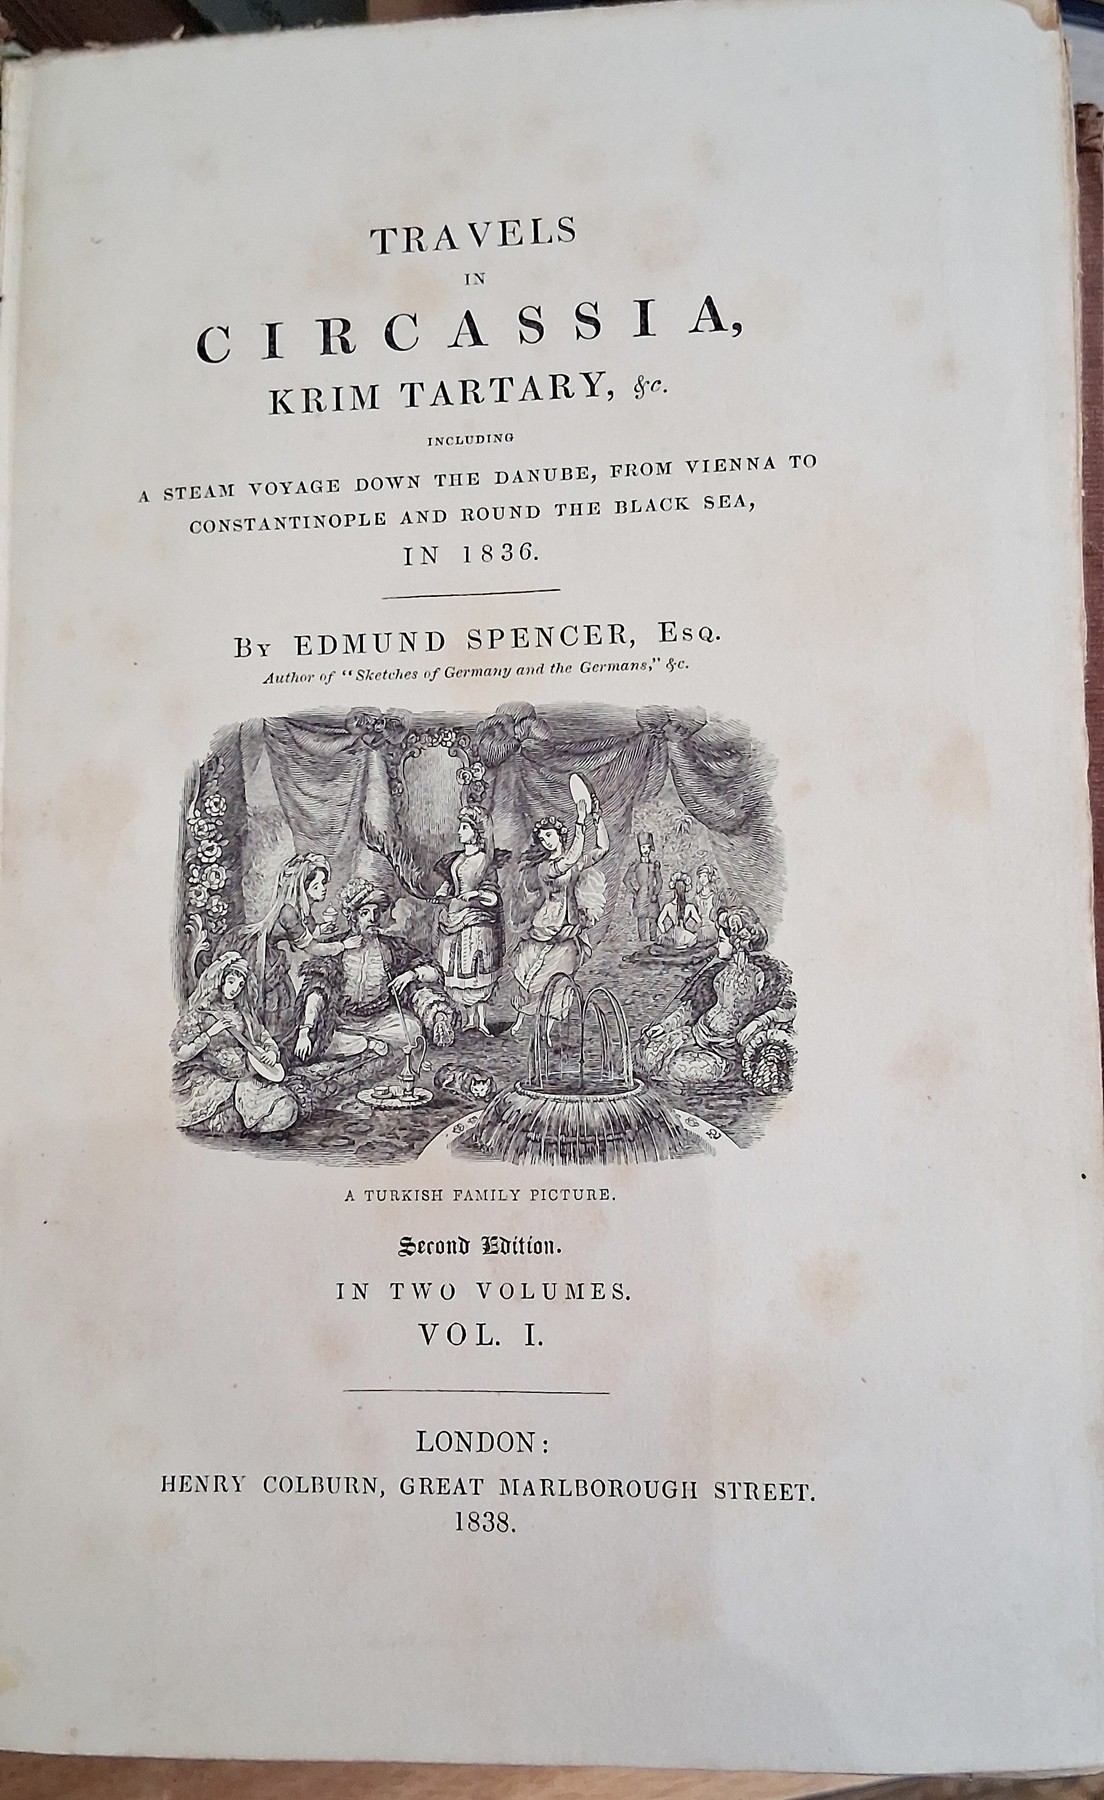 TRAVELS
IN
CIRCASSIA,
KRIM TARTARY, &c.
INCLUDING
A STEAM VOYAGE DOWN THE DANUBE, FROM VIENNA TO
CONSTANTINOPLE AND ROUND THE BLACK SEA,
IN 1836.
By EDMUND SPENCER, Esq.
Author of "Sketches of Germany and the Germans," &c.
A TURKISH FAMILY PICTURE.
Second Edition.
IN TWO VOLUMES.
VOL. I.
LONDON:
HENRY COLBURN, GREAT MARLBOROUGH STREET.
1838.